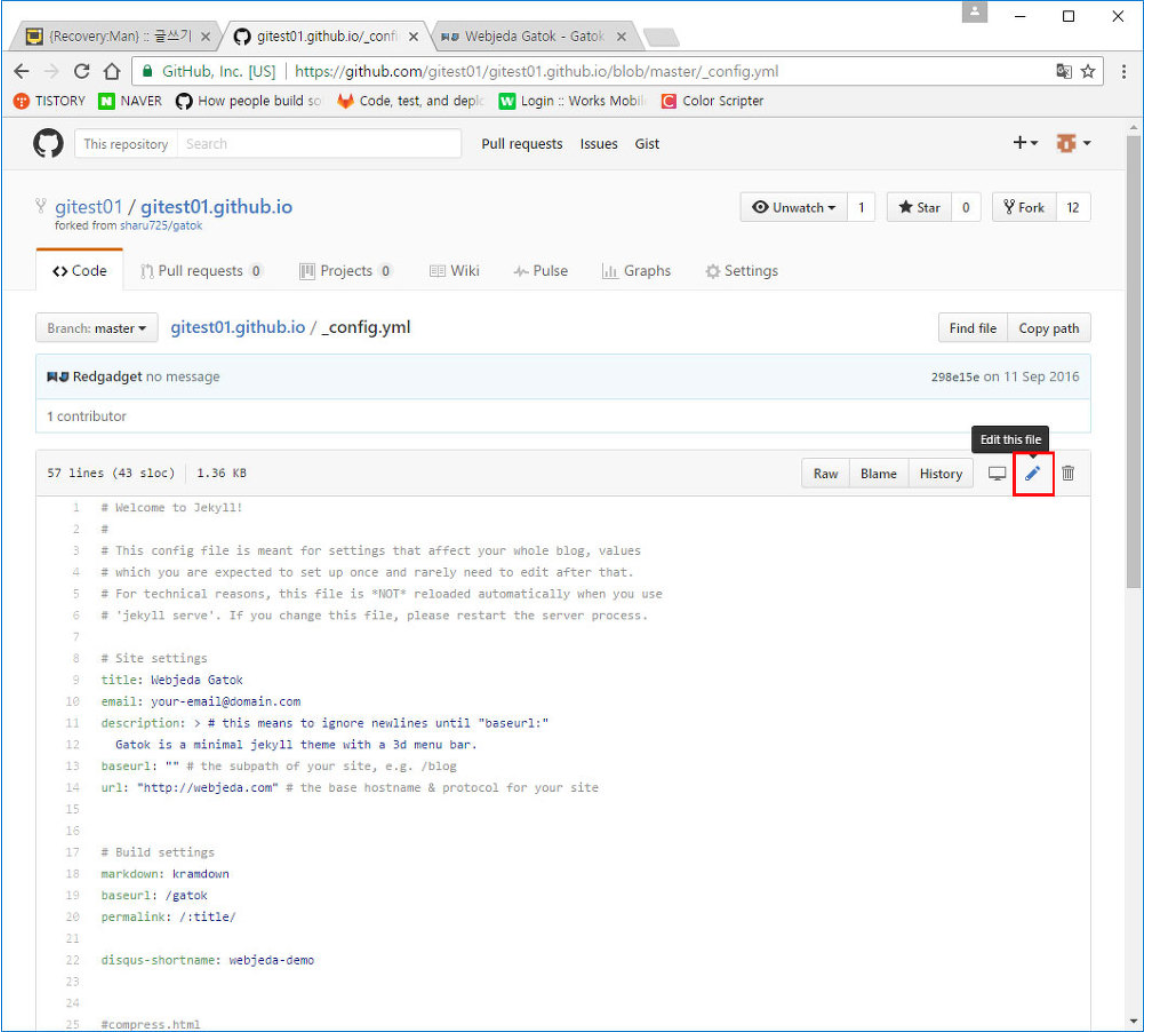 {Recovery:Man} :: 글쓰기
gitest01.github.io/_confi
Webjeda Gatok - Gatok
GitHub, Inc. [US] | https://github.com/gitest01/gitest01.github.io/blob/master/_config.yml
TISTORY NAVER How people build so Code, test, and deplo Login :: Works Mobil Color Scripter
This repository Search Pull requests Issues Gist
gitest01 / gitest01.github.io Unwatch 1 Star 0 Fork 12
forked from sharu725/gatok
Code Pull requests 0 Projects 0 Wiki Pulse Graphs Settings
Branch: master gitest01.github.io / _config.yml Find file Copy path
Redgadget no message 298e15e on 11 Sep 2016
1 contributor
Edit this file
57 lines (43 sloc) 1.36 KB Raw Blame History
1 # Welcome to Jekyll!
2 #
3 # This config file is meant for settings that affect your whole blog, values
4 # which you are expected to set up once and rarely need to edit after that.
5 # For technical reasons, this file is *NOT* reloaded automatically when you use
6 # 'jekyll serve'. If you change this file, please restart the server process.
7
8 # Site settings
9 title: Webjeda Gatok
10 email: your-email@domain.com
11 description: > # this means to ignore newlines until "baseurl:"
12 Gatok is a minimal jekyll theme with a 3d menu bar.
13 baseurl: "" # the subpath of your site, e.g. /blog
14 url: "http://webjeda.com" # the base hostname & protocol for your site
15
16
17 # Build settings
18 markdown: kramdown
19 baseurl: /gatok
20 permalink: /:title/
21
22 disqus-shortname: webjeda-demo
23
24
25 #compress.html